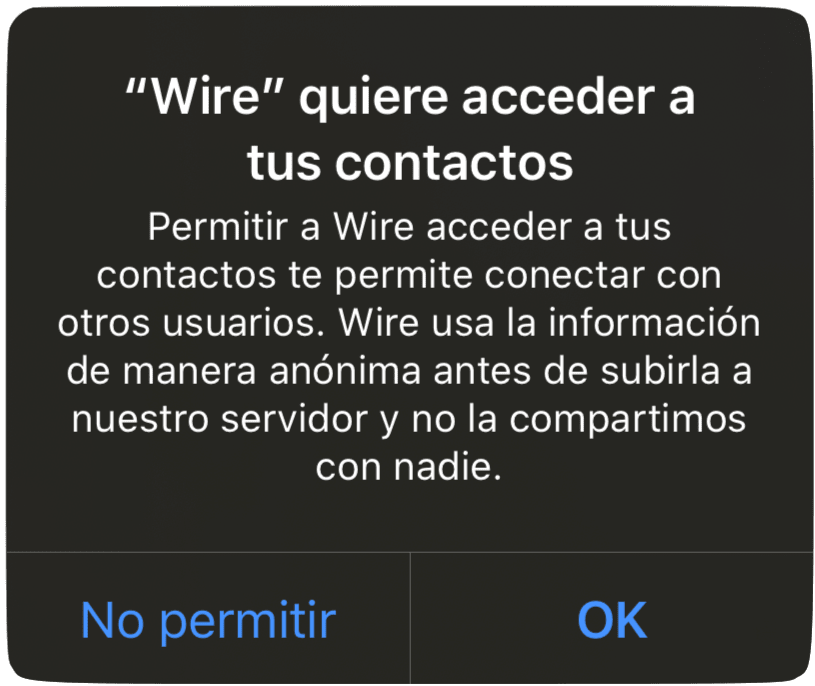 “Wire” quiere acceder a
tus contactos
Permitir a Wire acceder a tus
contactos te permite conectar con
otros usuarios. Wire usa la información
de manera anónima antes de subirla a
nuestro servidor y no la compartimos
con nadie.
No permitir
OK